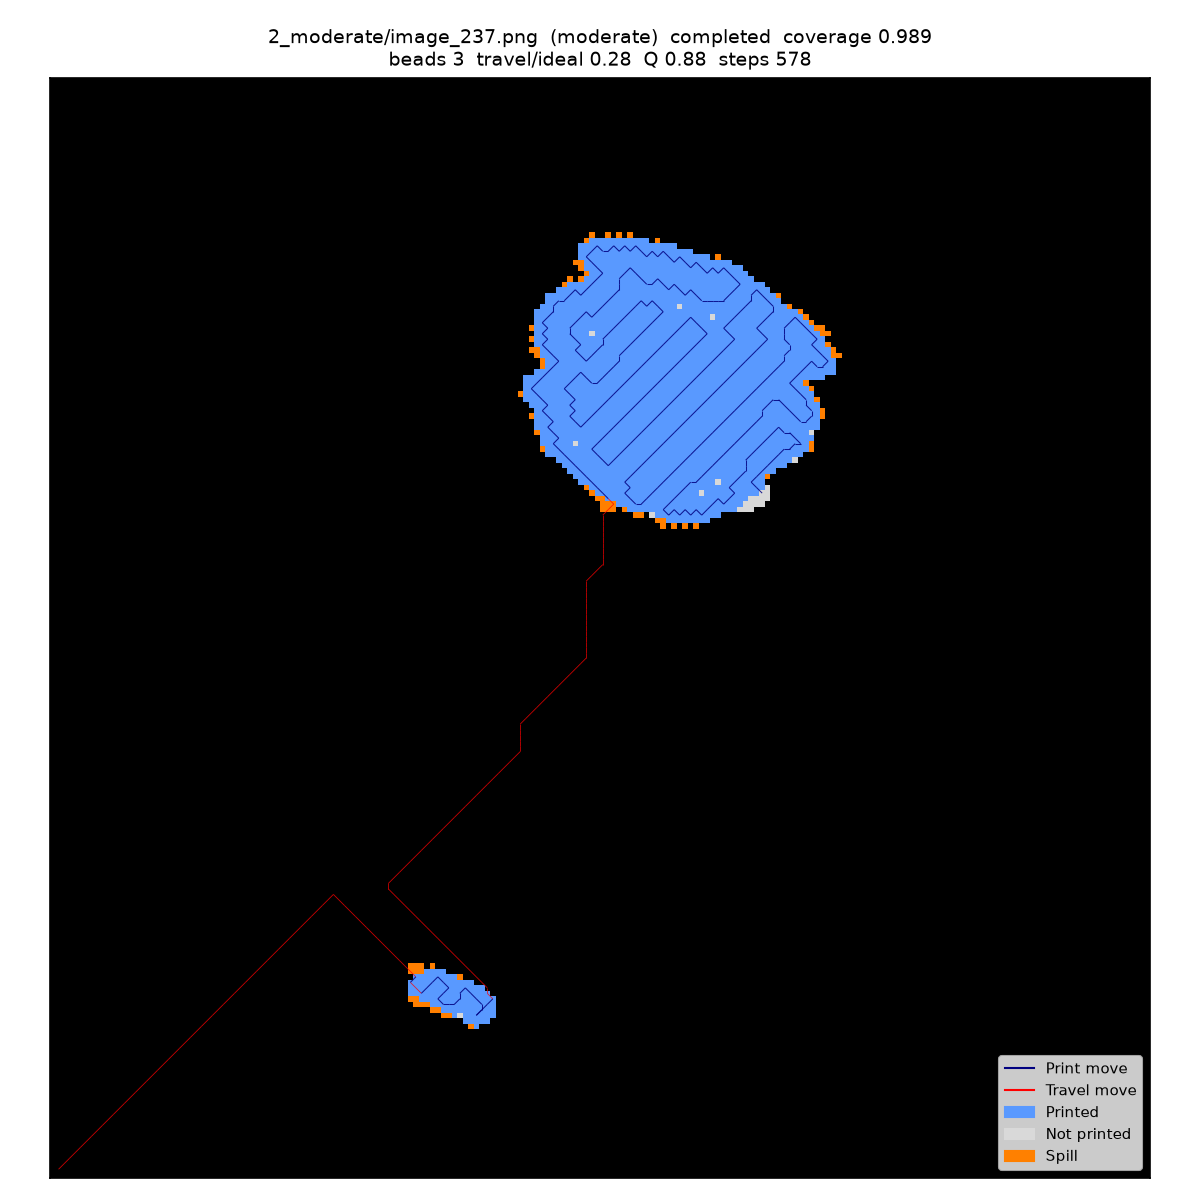 2_moderate/image_237.png  (moderate)  completed  coverage 0.989
beads 3  travel/ideal 0.28  Q 0.88  steps 578
Print move
Travel move
Printed
Not printed
Spill